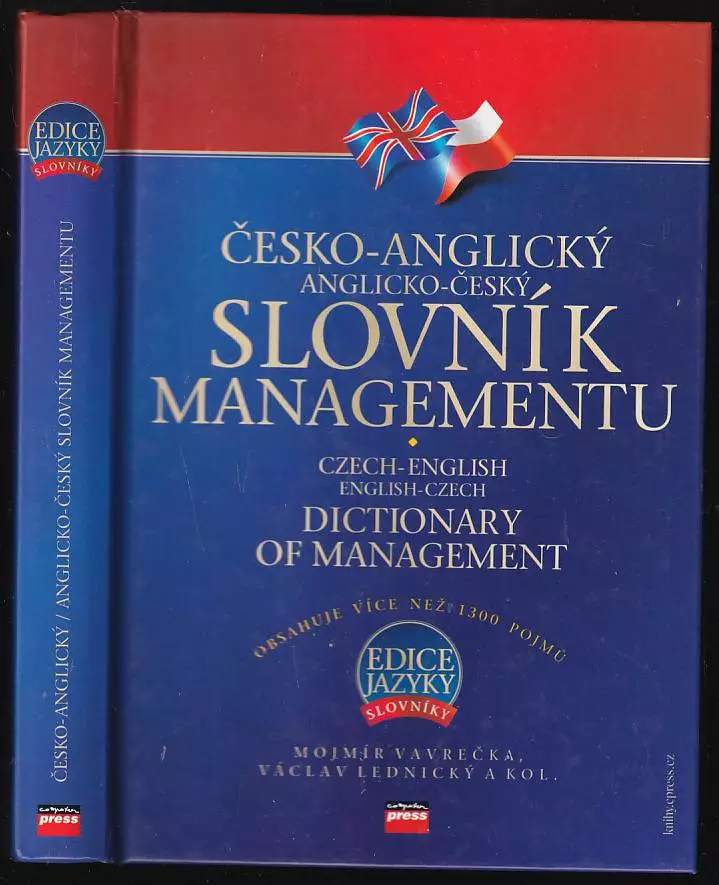 EDICE
JAZYKY
SLOVNÍKY
ČESKO-ANGLICKÝ / ANGLICKO-ČESKÝ SLOVNÍK MANAGEMENTU
computer
press
ČESKO-ANGLICKÝ
ANGLICKO-ČESKÝ
SLOVNÍK
MANAGEMENTU
CZECH-ENGLISH
ENGLISH-CZECH
DICTIONARY
OF MANAGEMENT
OBSAHUJE VÍCE NEŽ 1300 POJMŮ
EDICE
JAZYKY
SLOVNÍKY
MOJMÍR VAVREČKA,
VÁCLAV LEDNICKÝ A KOL.
computer
press
knihy.cpress.cz